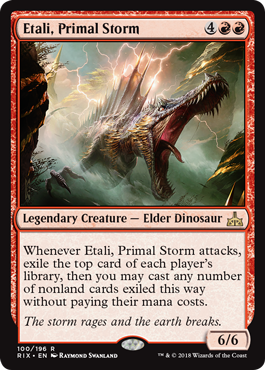 Etali, Primal Storm 4
Legendary Creature — Elder Dinosaur
Whenever Etali, Primal Storm attacks,
exile the top card of each player's
library, then you may cast any number
of nonland cards exiled this way
without paying their mana costs.
The storm rages and the earth breaks.
6/6
100/196 R
RIX • EN RAYMOND SWANLAND
™ & © 2018 Wizards of the Coast